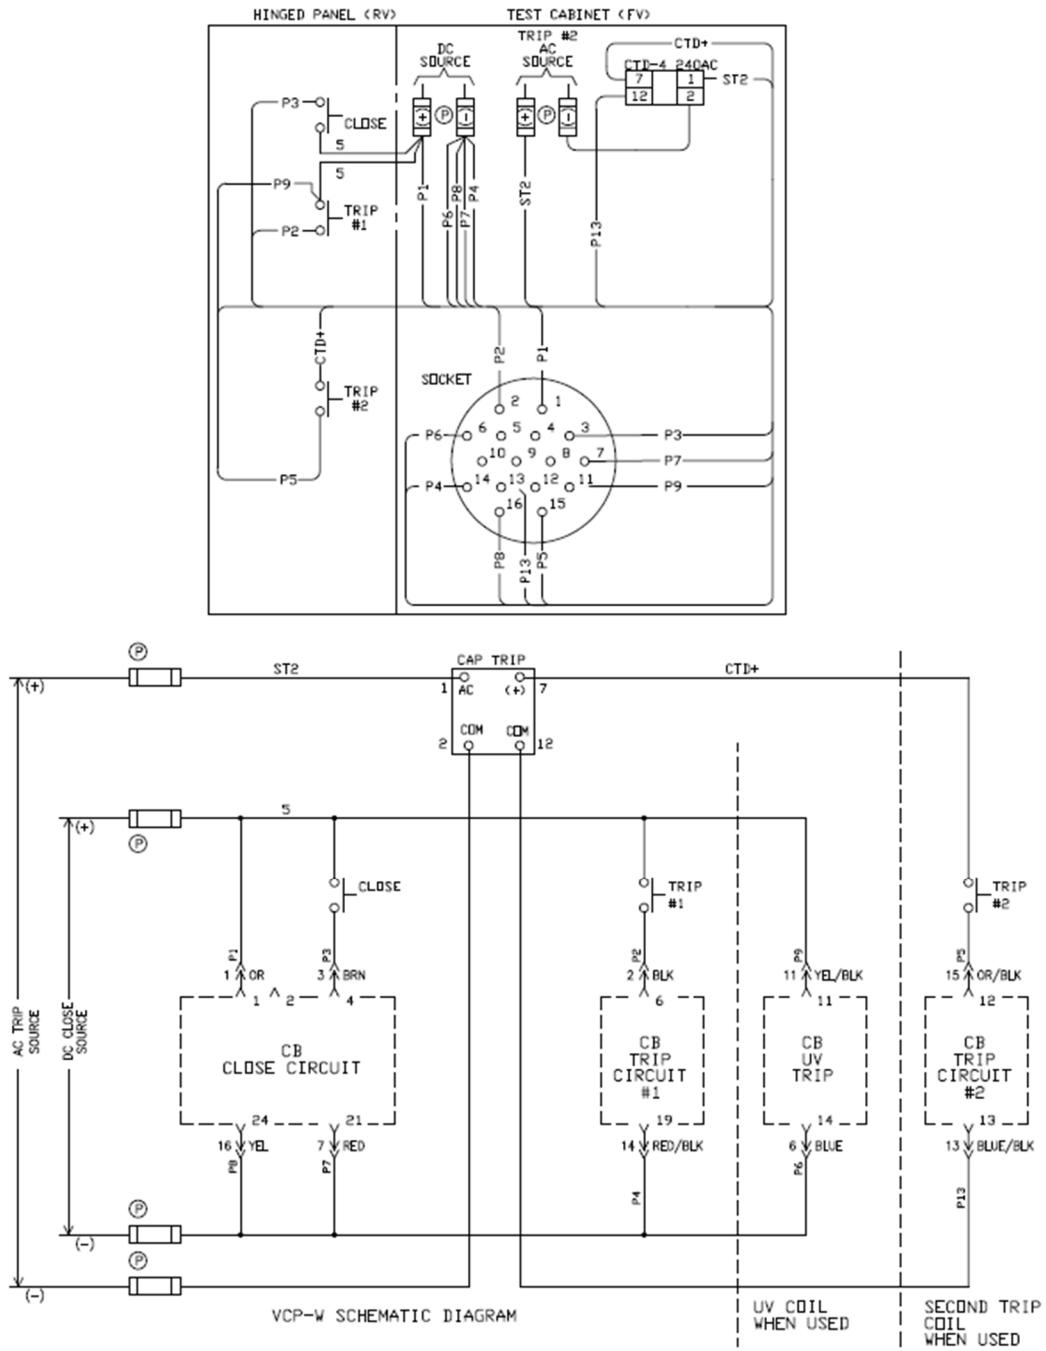 HINGED PANEL (RV)
TEST CABINET (FV)
TRIP #2
DC
SOURCE
AC
SOURCE
CTD+
CTD-4 240AC
7
1
ST2
12
2
P3
CLOSE
5
+
P
-
+
P
-
5
P9
TRIP
#1
P2
P1
P6
P8
P7
P4
ST2
P13
CTD+
P2
P1
SOCKET
TRIP
#2
2
1
P6
6
5
4
3
P3
10
9
8
7
P7
P5
P4
14
13
12
11
P9
16
15
P8
P13
P5
P
CAP TRIP
ST2
CTD+
(+)
1
AC
(+)
7
COM
COM
2
12
5
(+)
P
CLOSE
TRIP
#1
TRIP
#2
P1
P3
P2
P9
P5
1
OR
3
BRN
2
BLK
11
YEL/BLK
15
OR/BLK
1
2
4
6
11
12
AC TRIP
SOURCE
DC CLOSE
SOURCE
CB
CLOSE CIRCUIT
CB
TRIP
CIRCUIT
#1
CB
UV
TRIP
CB
TRIP
CIRCUIT
#2
24
21
19
14
13
16
YEL
7
RED
14
RED/BLK
6
BLUE
13
BLUE/BLK
P8
P7
P4
P6
P13
P
(-)
P
(-)
VCP-W SCHEMATIC DIAGRAM
UV COIL
WHEN USED
SECOND TRIP
COIL
WHEN USED